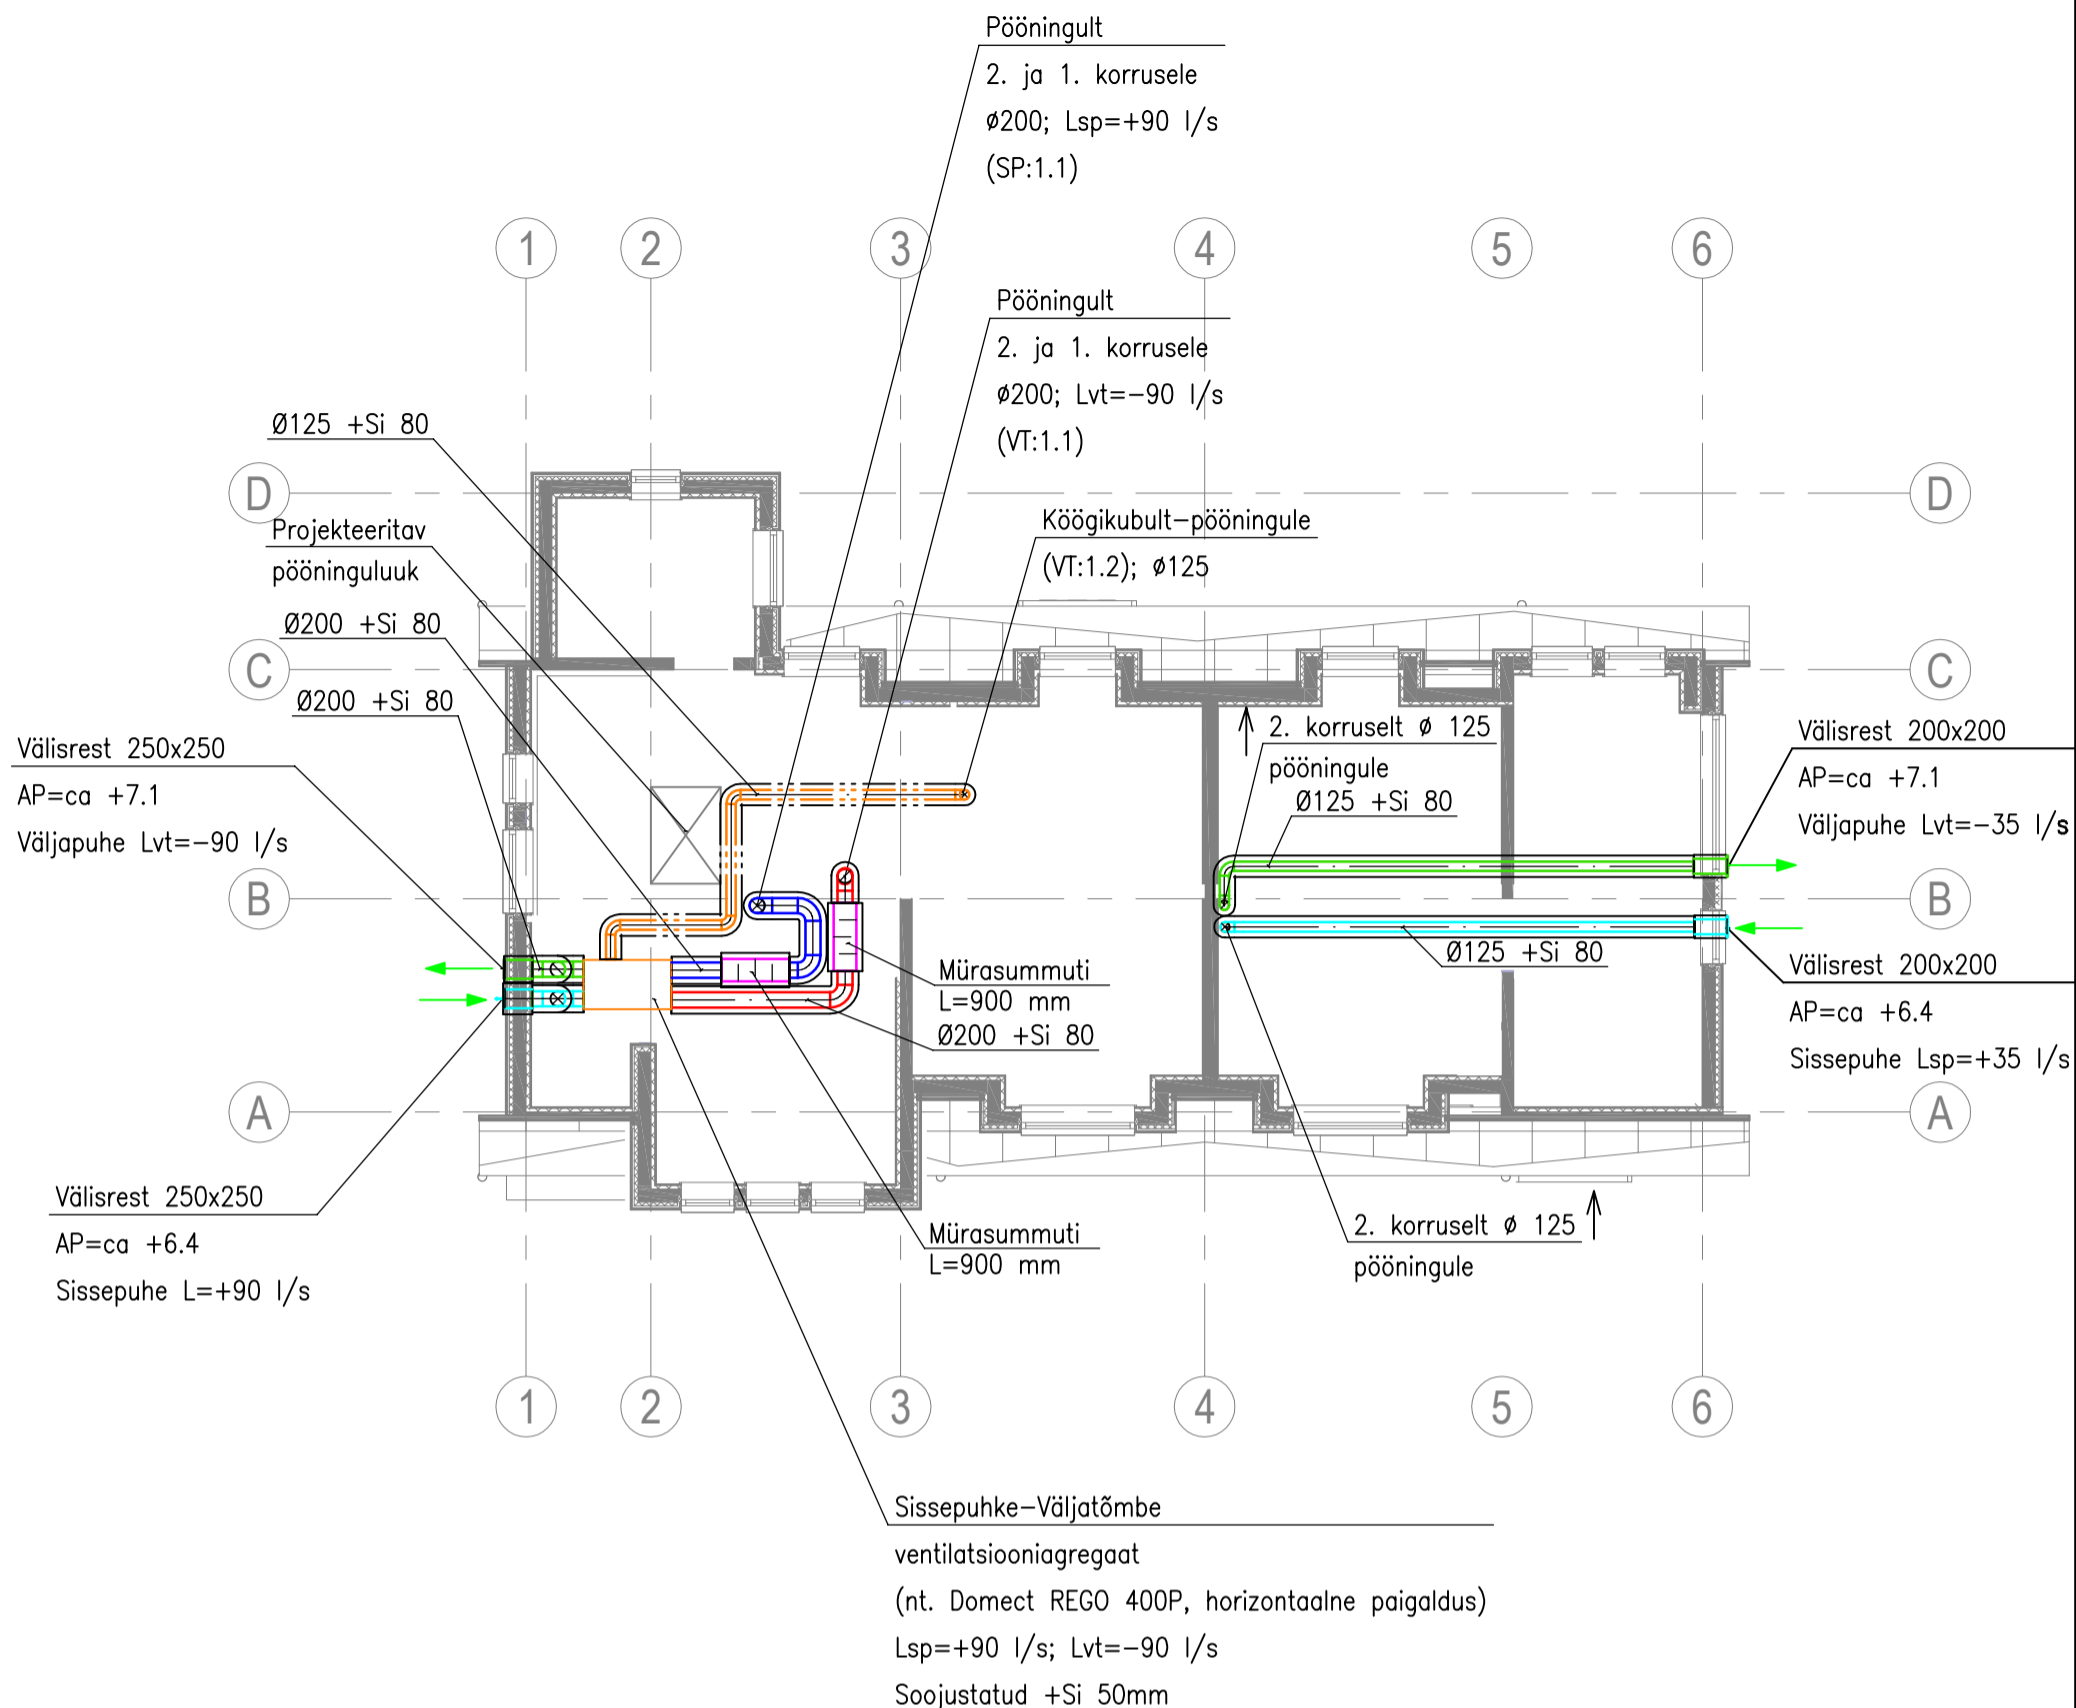 Pööningult
2. ja 1. korrusele
ø200; Lsp=+90 l/s
(SP:1.1)
1
2
3
4
5
6
Pööningult
2. ja 1. korrusele
ø200; Lvt=-90 l/s
(VT:1.1)
Ø125 +Si 80
D
D
Projekteeritav
pööninguluuk
Köögikubult-pööningule
(VT:1.2); ø125
Ø200 +Si 80
C
C
Ø200 +Si 80
Välisrest 250x250
AP=ca +7.1
Väljapuhe Lvt=-90 l/s
2. korruselt ø 125
pööningule
Ø125 +Si 80
Välisrest 200x200
AP=ca +7.1
Väljapuhe Lvt=-35 l/s
B
B
Ø125 +Si 80
Mürasummuti
L=900 mm
Ø200 +Si 80
Välisrest 200x200
AP=ca +6.4
Sissepuhe Lsp=+35 l/s
A
A
Välisrest 250x250
AP=ca +6.4
Sissepuhe L=+90 l/s
Mürasummuti
L=900 mm
2. korruselt ø 125
pööningule
1
2
3
4
5
6
Sissepuhke-Väljatõmbe
ventilatsiooniagregaat
(nt. Domect REGO 400P, horizontaalne paigaldus)
Lsp=+90 l/s; Lvt=-90 l/s
Soojustatud +Si 50mm